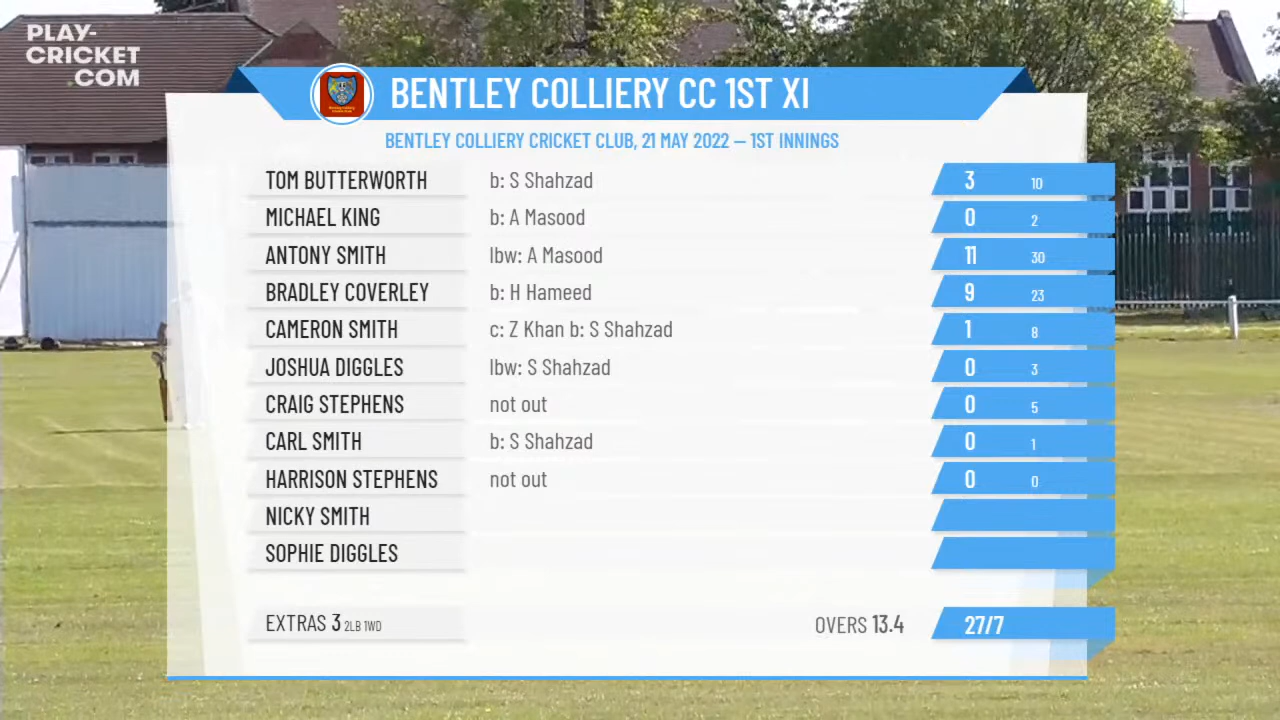 PLAY-
CRICKET
.COM
BENTLEY COLLIERY CC 1ST XI
BENTLEY COLLIERY CRICKET CLUB, 21 MAY 2022 – 1ST INNINGS
TOM BUTTERWORTH b: S Shahzad 3 10
MICHAEL KING b: A Masood 0 2
ANTONY SMITH lbw: A Masood 11 30
BRADLEY COVERLEY b: H Hameed 9 23
CAMERON SMITH c: Z Khan b: S Shahzad 1 8
JOSHUA DIGGLES lbw: S Shahzad 0 3
CRAIG STEPHENS not out 0 5
CARL SMITH b: S Shahzad 0 1
HARRISON STEPHENS not out 0 0
NICKY SMITH
SOPHIE DIGGLES
EXTRAS 3 2LB 1WD OVERS 13.4 27/7